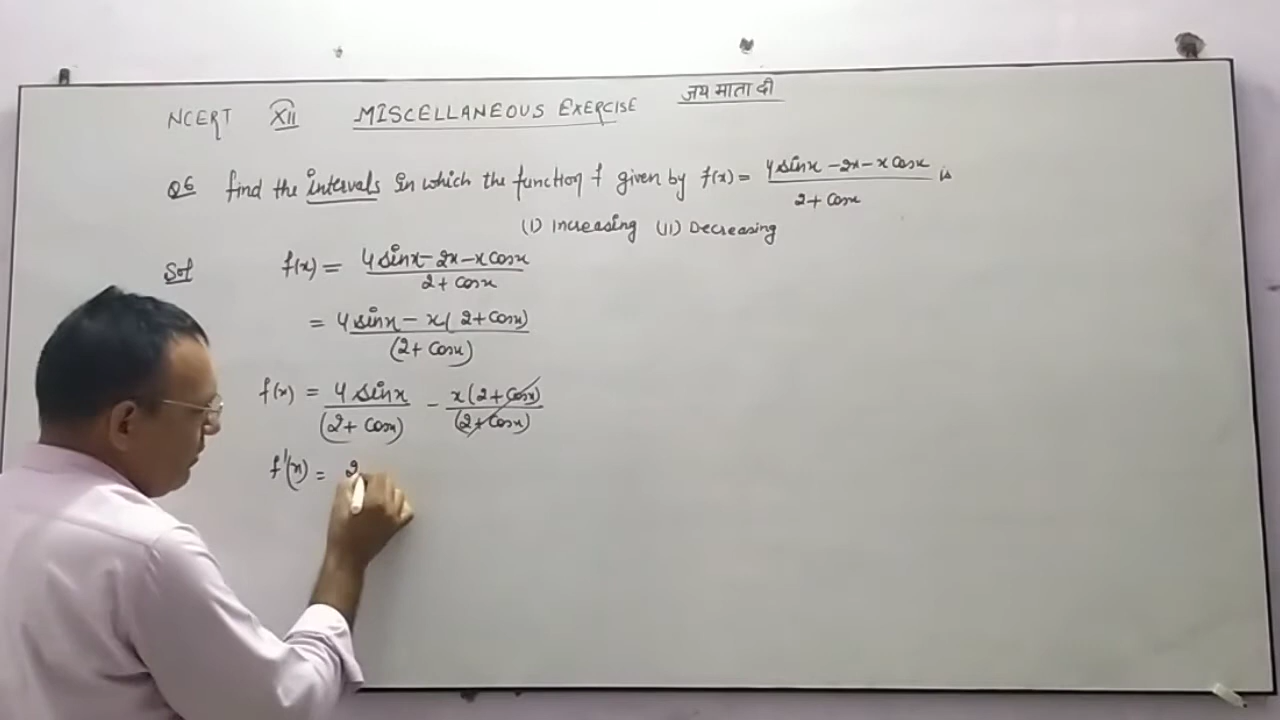 NCERT XII MISCELLANEOUS EXERCISE जय माता दी
Q6 find the intervals in which the function f given by f(x) = (4 sinx - 2x - x cosx)/(2 + cosx) is
(I) Increasing (II) Decreasing
Sol f(x) = (4 sinx - 2x - x cosx)/(2 + cosx)
= (4 sinx - x(2 + cosx))/(2 + cosx)
f(x) = 4 sinx/(2 + cosx) - x(2 + cosx)/(2 + cosx)
f'(x) = 2